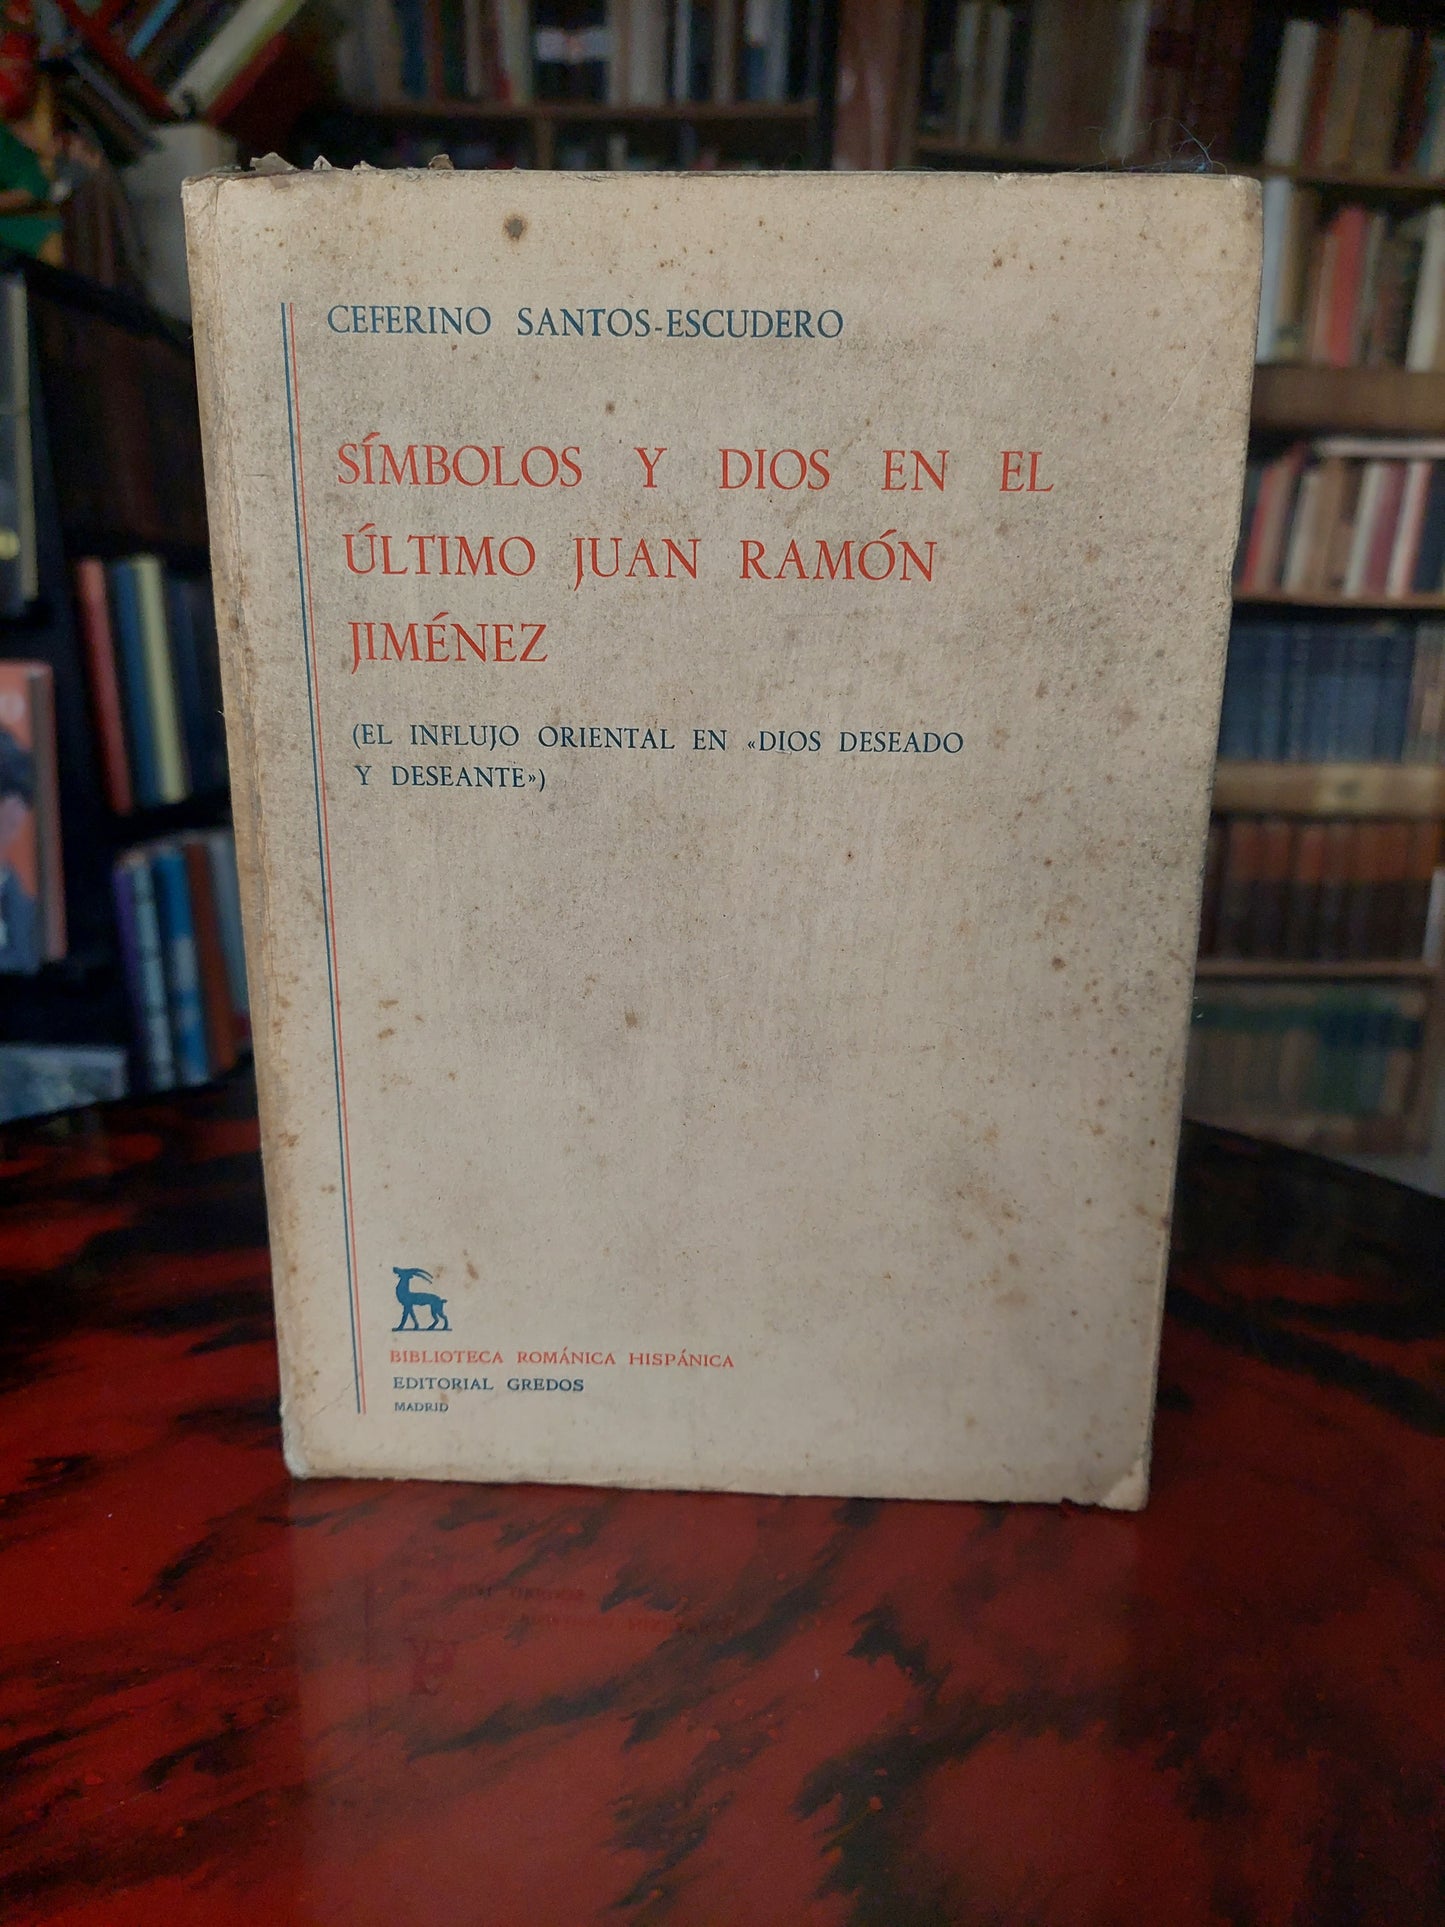 CEFERINO SANTOS-ESCUDERO
SÍMBOLOS Y DIOS EN EL
ÚLTIMO JUAN RAMÓN
JIMÉNEZ
(EL INFLUJO ORIENTAL EN «DIOS DESEADO
Y DESEANTE»)
BIBLIOTECA ROMÁNICA HISPÁNICA
EDITORIAL GREDOS
MADRID